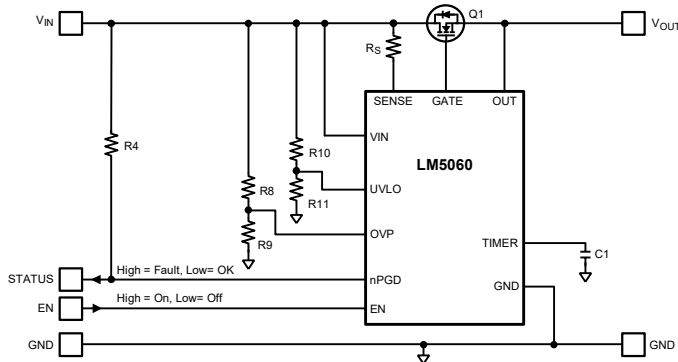 VIN
Q1
VOUT
RS
SENSE
GATE
OUT
R4
VIN
R10
LM5060
R8
UVLO
R11
OVP
R9
TIMER
C1
STATUS
High = Fault, Low= OK
nPGD
GND
EN
High = On, Low= Off
EN
GND
GND